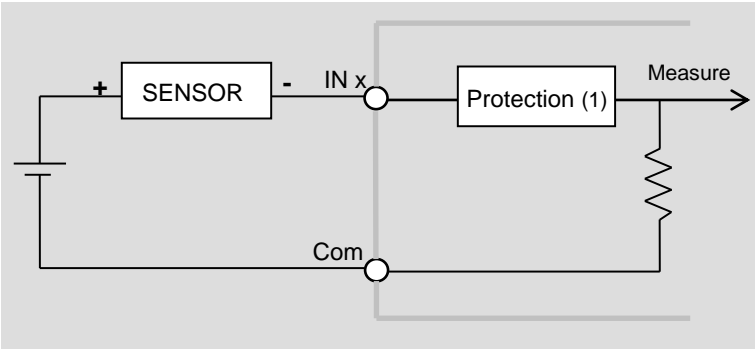 + SENSOR - IN x
Protection (1)
Measure
Com